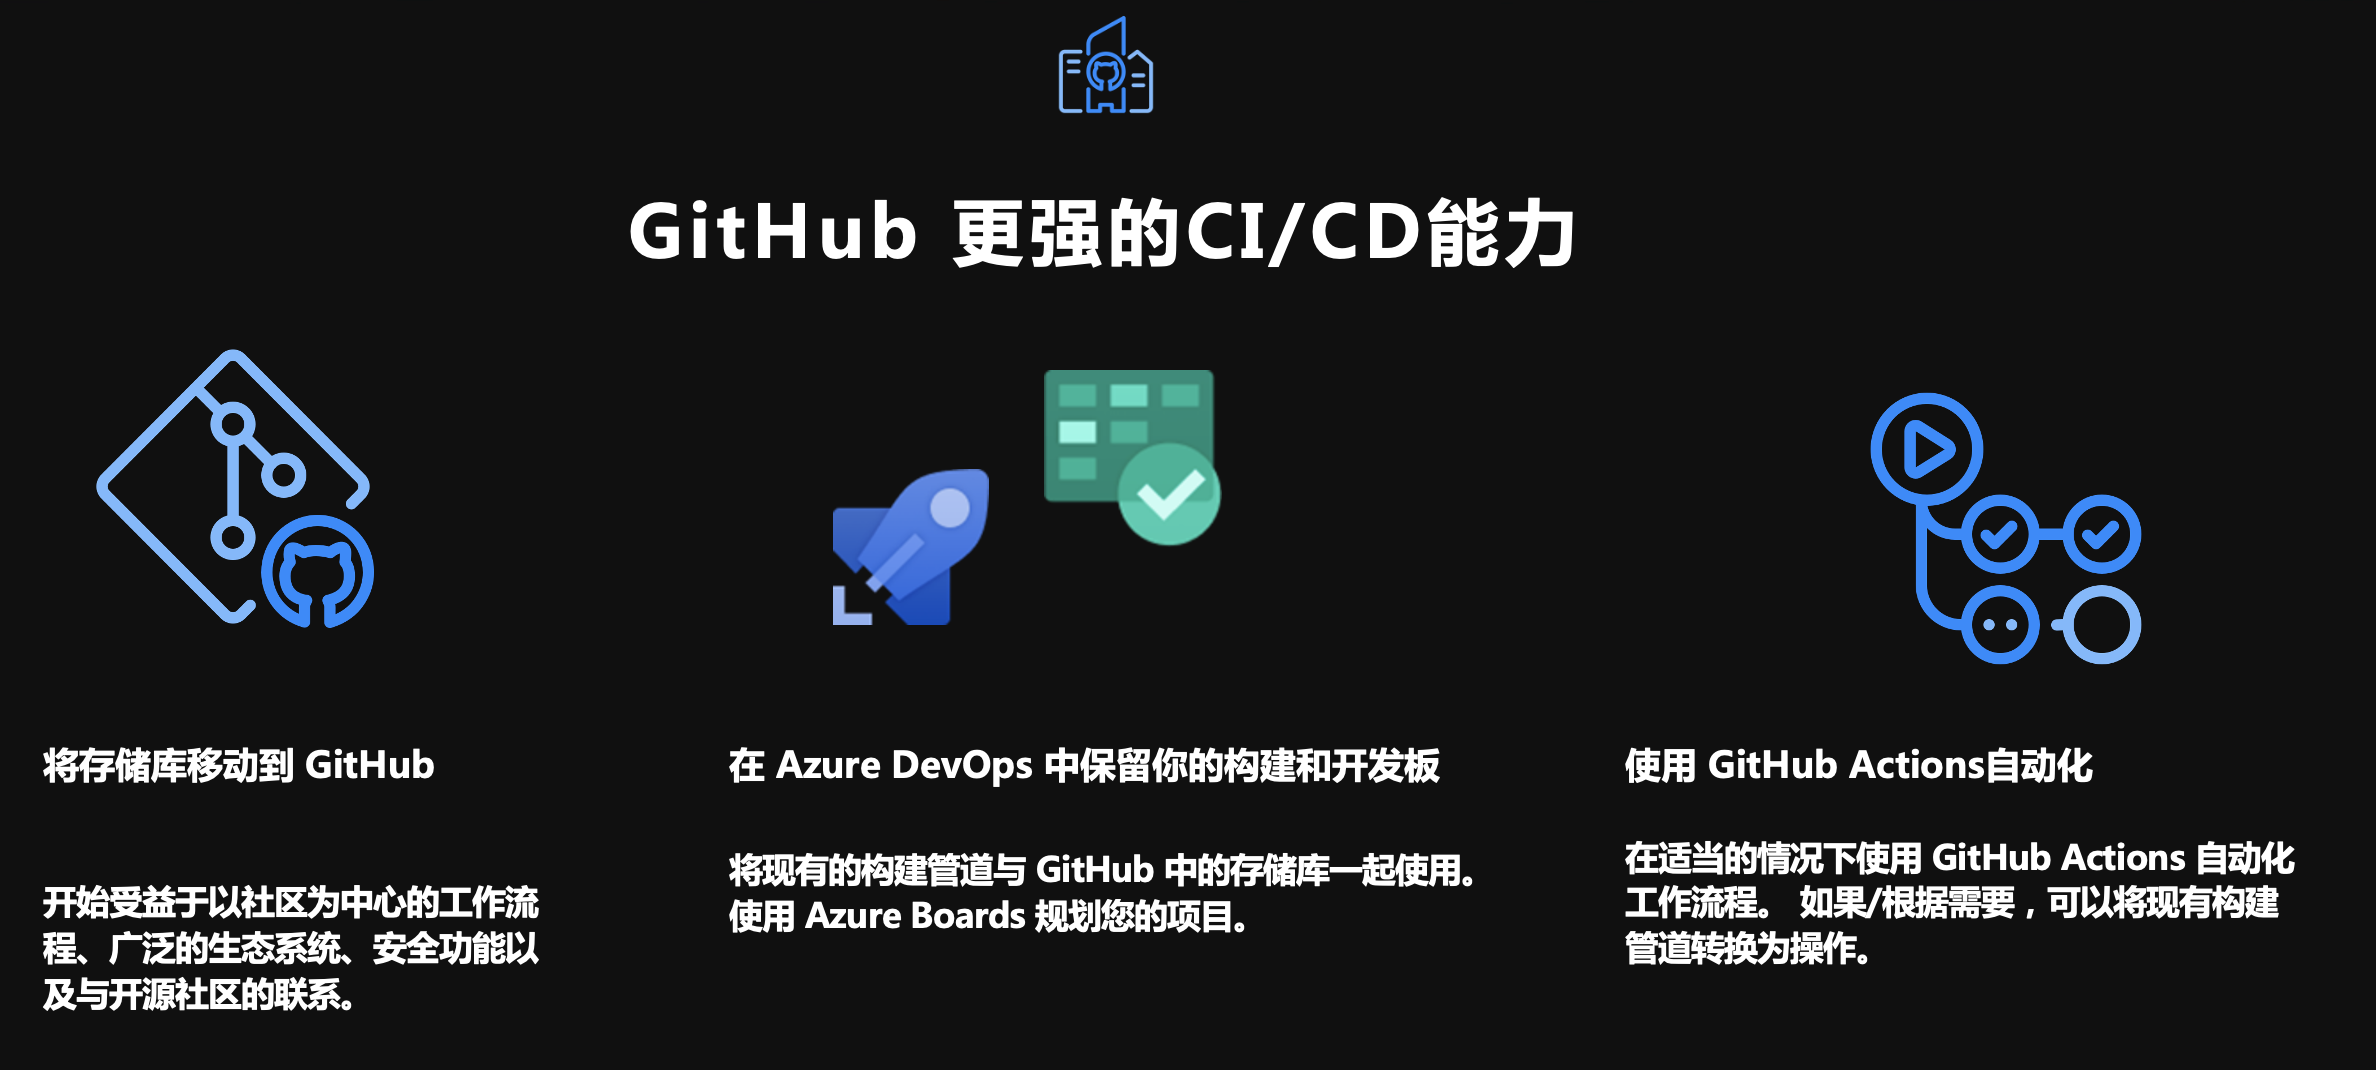 GitHub 更强的CI/CD能力
将存储库移动到 GitHub
开始受益于以社区为中心的工作流
程、广泛的生态系统、安全功能以
及与开源社区的联系。
在 Azure DevOps 中保留你的构建和开发板
将现有的构建管道与 GitHub 中的存储库一起使用。
使用 Azure Boards 规划您的项目。
使用 GitHub Actions自动化
在适当的情况下使用 GitHub Actions 自动化
工作流程。 如果/根据需要，可以将现有构建
管道转换为操作。